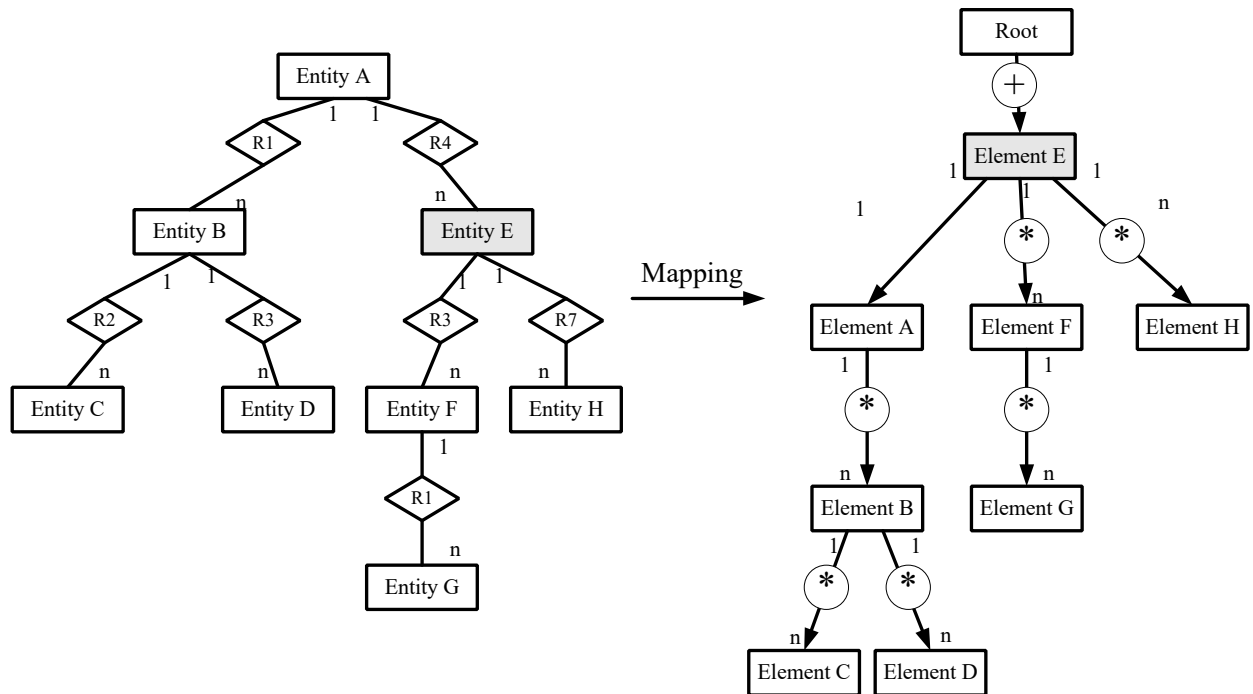 Root
Entity A
+
1 1
R1
R4
Element E
1 1 1
n n
1 n
Entity B
Entity E
* *
1 1
1 1
Mapping
R2
R3
R3
R7
n
Element A
Element F
Element H
1 1
n n n n
Entity C
Entity D
Entity F
Entity H
* *
1
n n
R1
Element B
Element G
1 1
n
* *
Entity G
n n
Element C
Element D